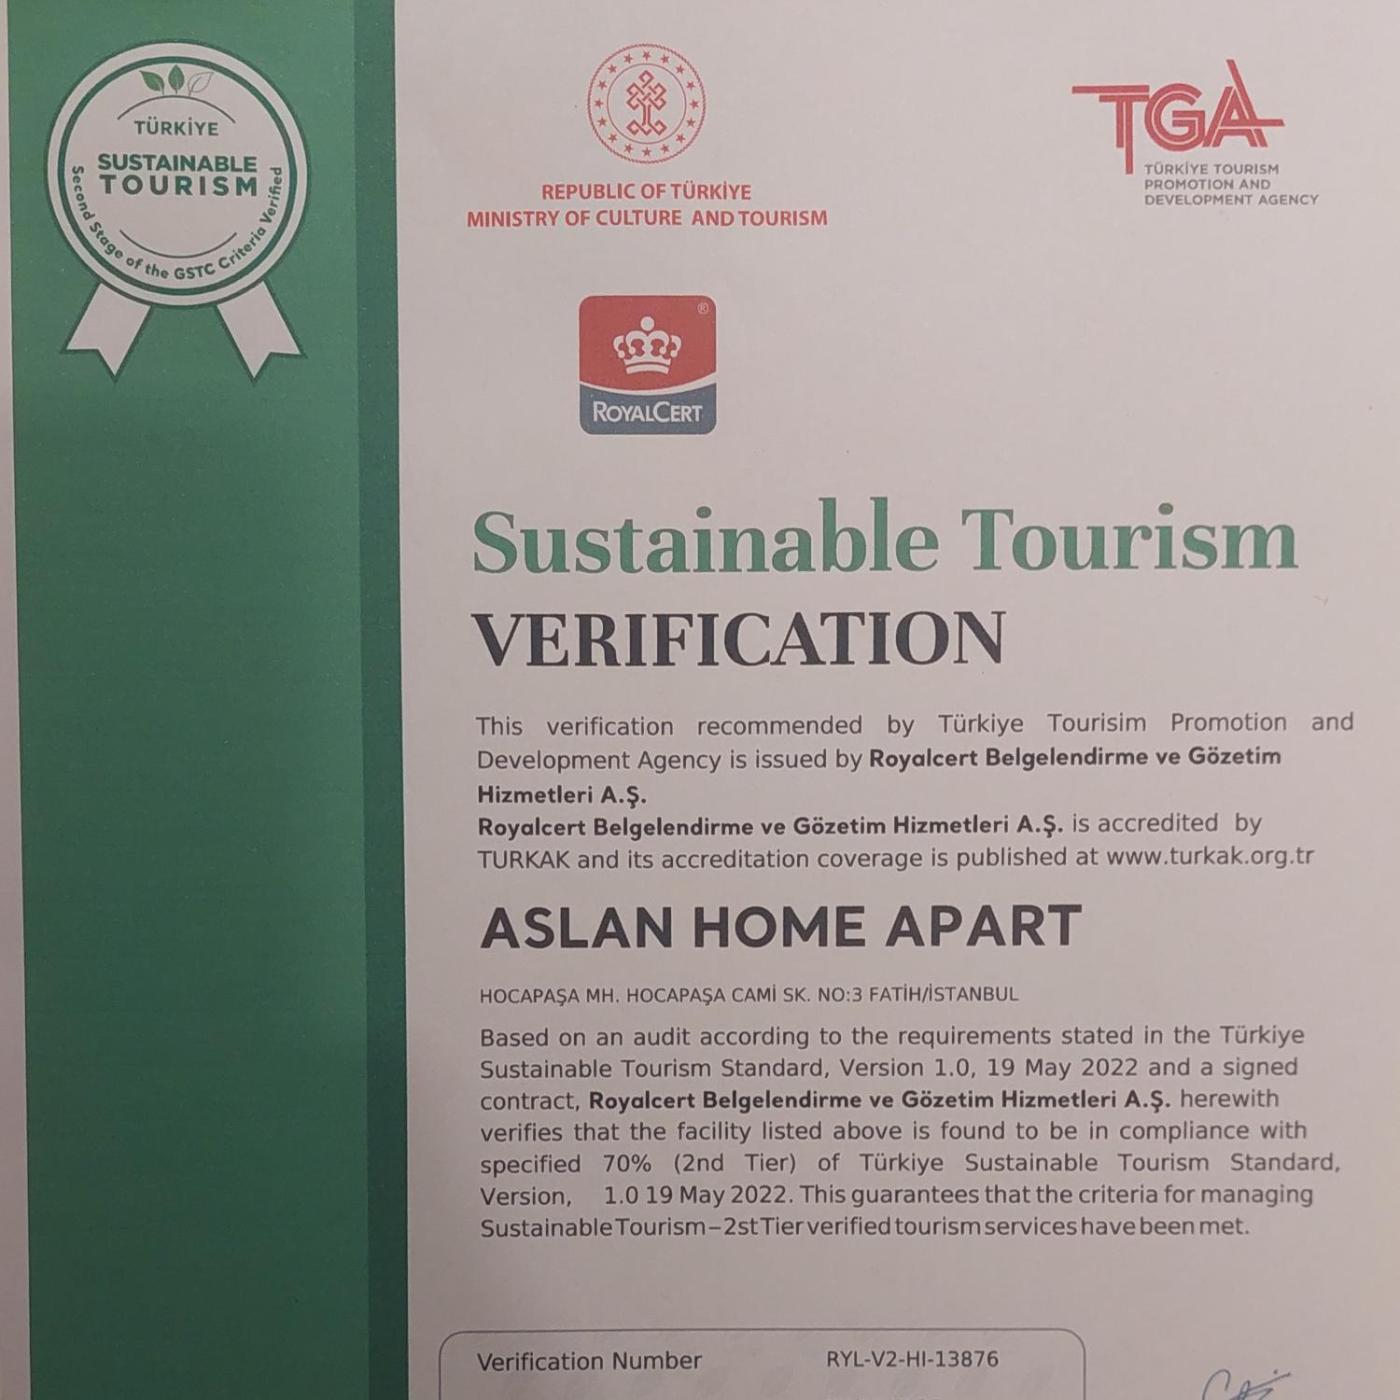 TÜRKİYE
SUSTAINABLE
TOURISM
Second Stage of the GSTC Criteria Verified
REPUBLIC OF TÜRKİYE
MINISTRY OF CULTURE AND TOURISM
TGA
TÜRKİYE TOURISM
PROMOTION AND
DEVELOPMENT AGENCY
®
ROYALCERT
Sustainable Tourism
VERIFICATION
This verification recommended by Türkiye Tourisim Promotion and
Development Agency is issued by Royalcert Belgelendirme ve Gözetim
Hizmetleri A.Ş.
Royalcert Belgelendirme ve Gözetim Hizmetleri A.Ş. is accredited by
TURKAK and its accreditation coverage is published at www.turkak.org.tr
ASLAN HOME APART
HOCAPAŞA MH. HOCAPAŞA CAMİ SK. NO:3 FATİH/İSTANBUL
Based on an audit according to the requirements stated in the Türkiye
Sustainable Tourism Standard, Version 1.0, 19 May 2022 and a signed
contract, Royalcert Belgelendirme ve Gözetim Hizmetleri A.Ş. herewith
verifies that the facility listed above is found to be in compliance with
specified 70% (2nd Tier) of Türkiye Sustainable Tourism Standard,
Version, 1.0 19 May 2022. This guarantees that the criteria for managing
Sustainable Tourism – 2st Tier verified tourism services have been met.
Verification Number RYL-V2-HI-13876